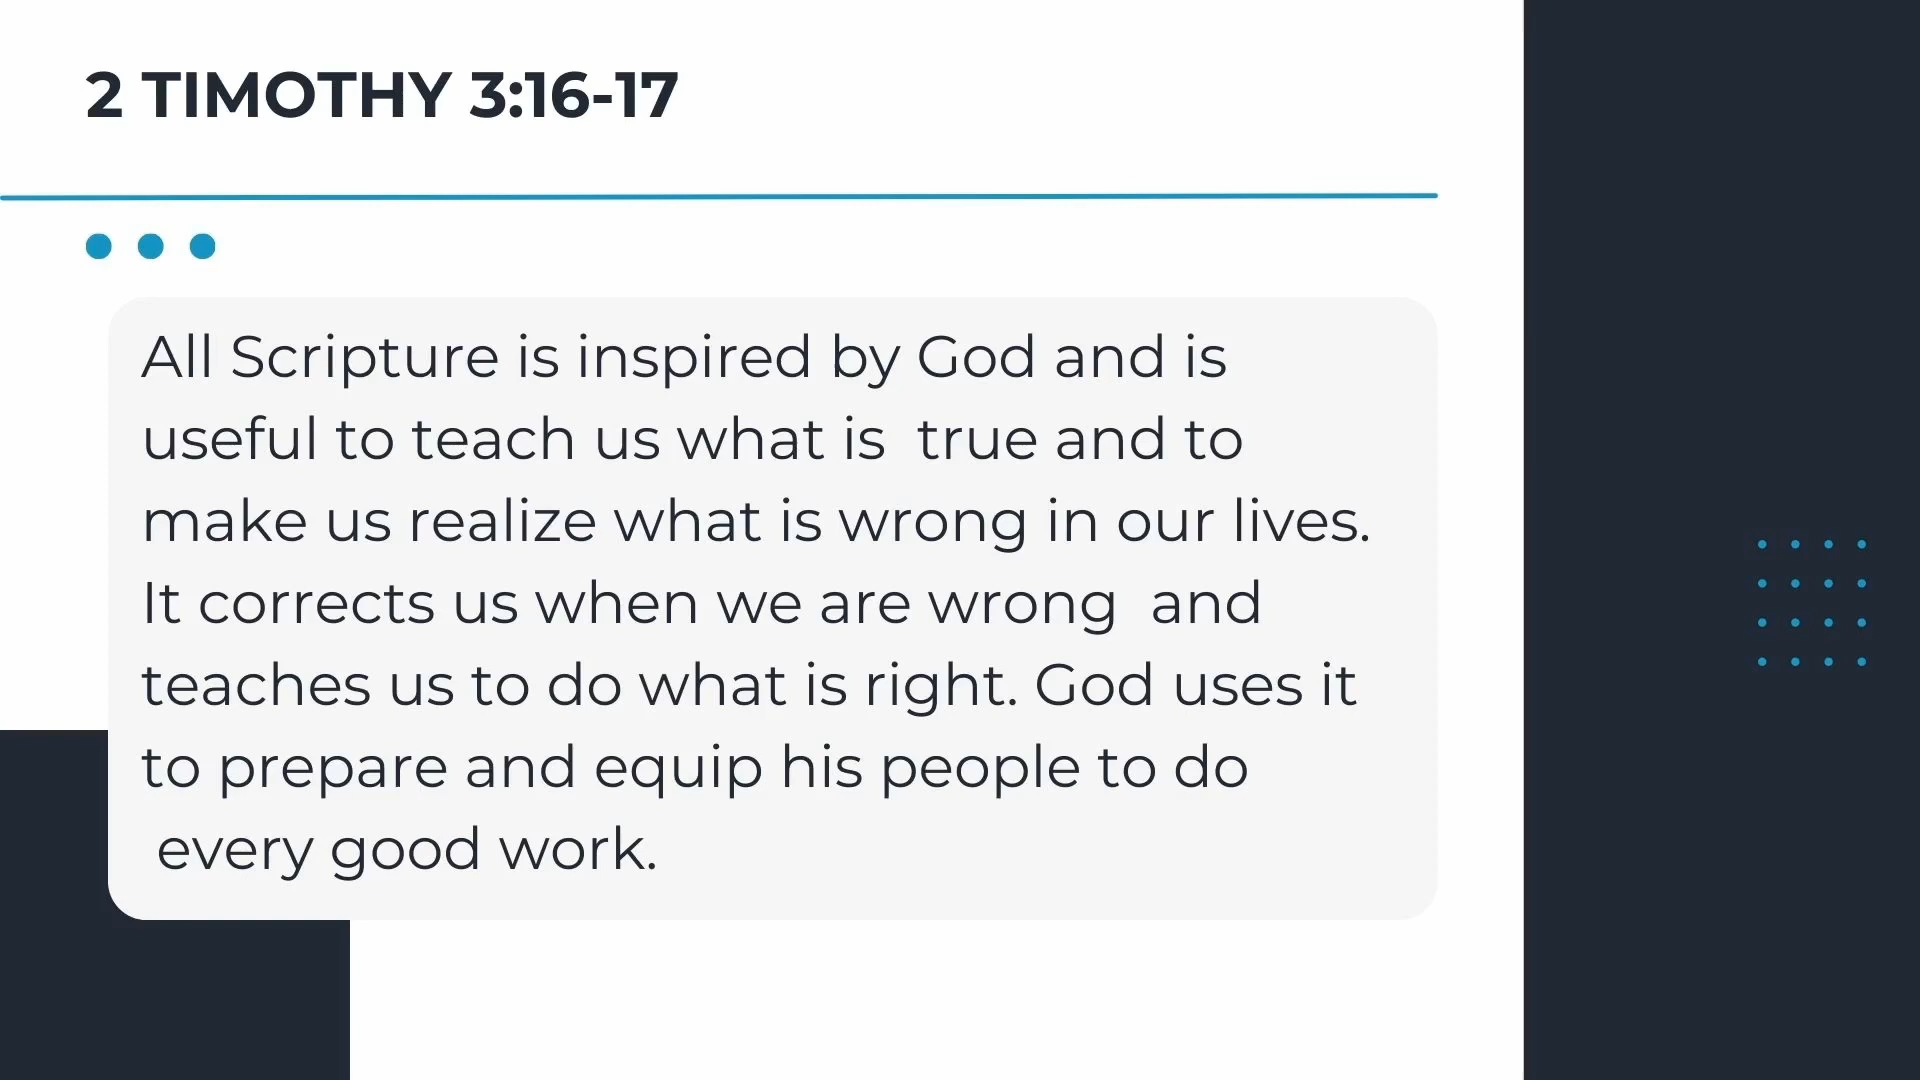 2 TIMOTHY 3:16-17
All Scripture is inspired by God and is
useful to teach us what is  true and to
make us realize what is wrong in our lives.
It corrects us when we are wrong  and
teaches us to do what is right. God uses it
to prepare and equip his people to do
every good work.